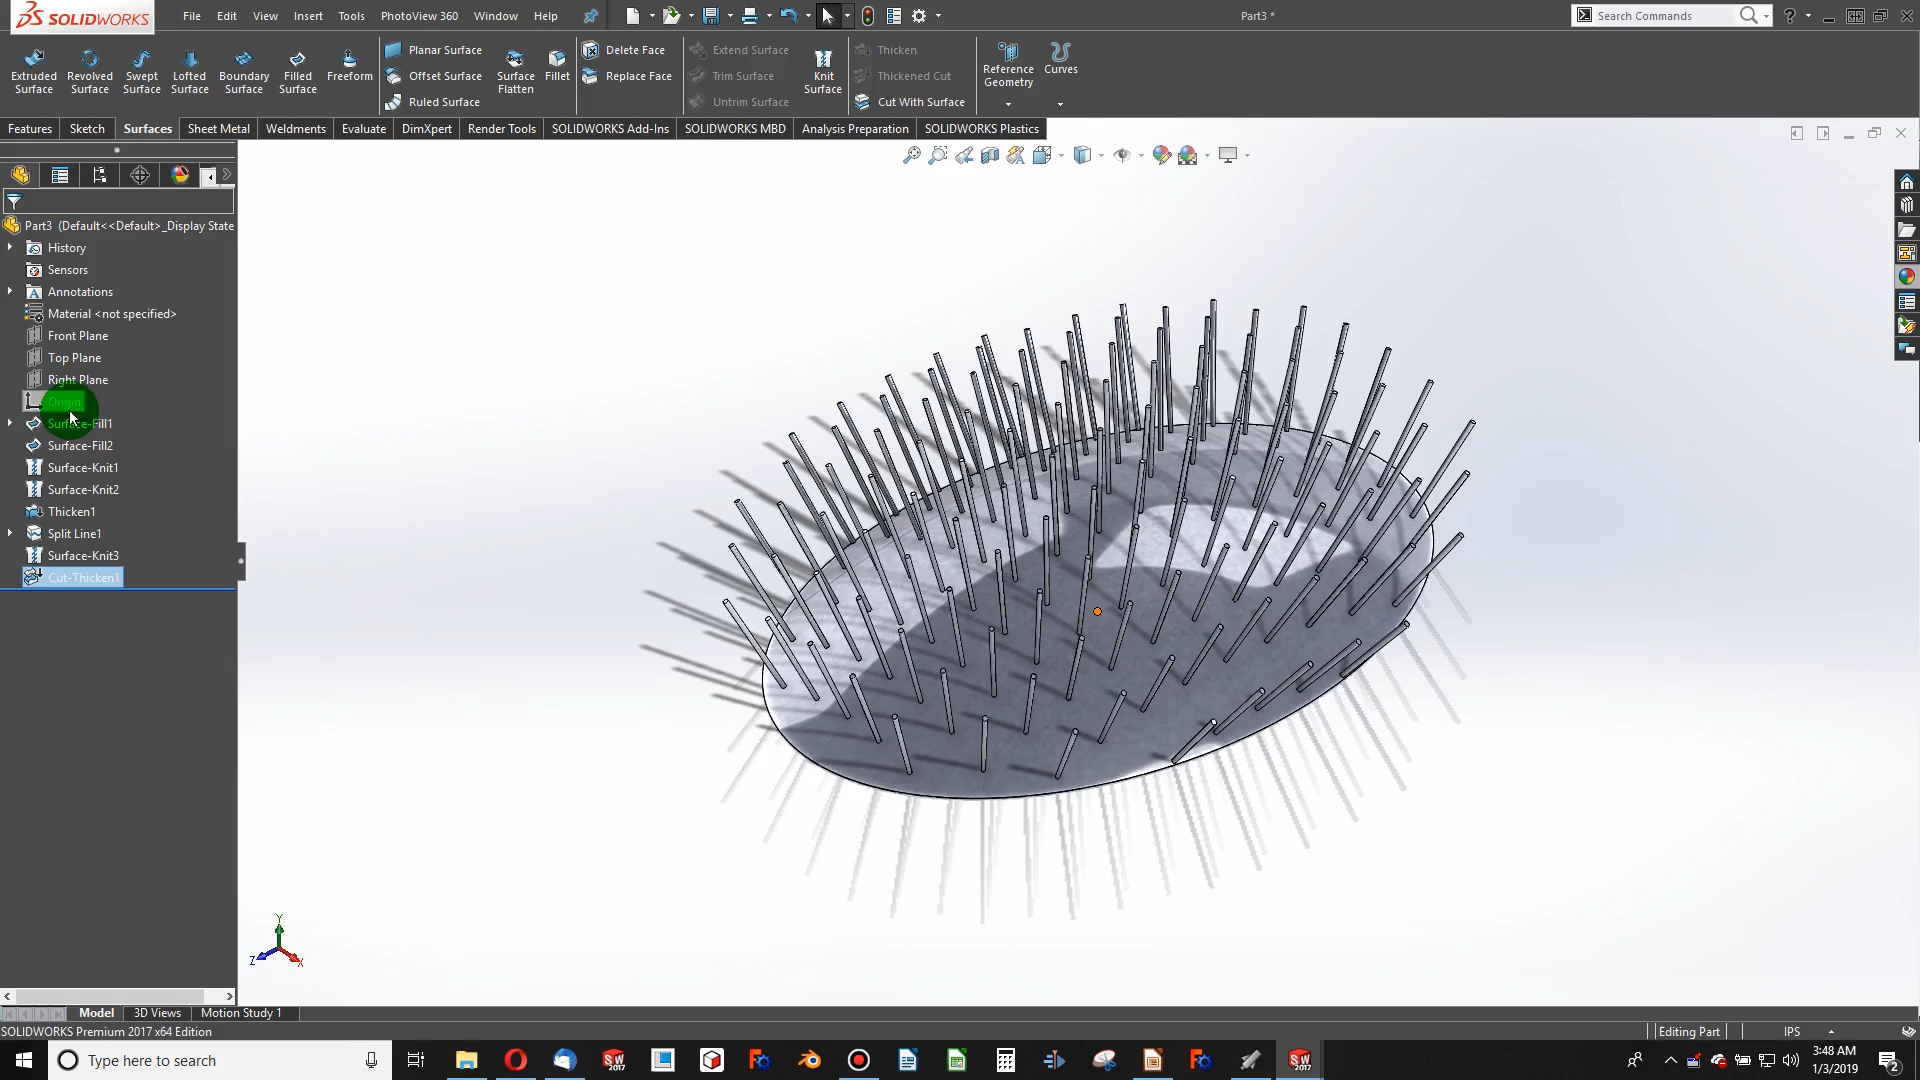 SOLIDWORKS
File Edit View Insert Tools PhotoView 360 Window Help
Part3 *
Search Commands
Extruded Surface
Revolved Surface
Swept Surface
Lofted Surface
Boundary Surface
Filled Surface
Freeform
Planar Surface
Offset Surface
Ruled Surface
Surface Flatten
Fillet
Delete Face
Replace Face
Extend Surface
Trim Surface
Untrim Surface
Knit Surface
Thicken
Thickened Cut
Cut With Surface
Reference Geometry
Curves
Features Sketch Surfaces Sheet Metal Weldments Evaluate DimXpert Render Tools SOLIDWORKS Add-Ins SOLIDWORKS MBD Analysis Preparation SOLIDWORKS Plastics
Part3 (Default<<Default>_Display State
History
Sensors
Annotations
Material <not specified>
Front Plane
Top Plane
Right Plane
Origin
Surface-Fill1
Surface-Fill2
Surface-Knit1
Surface-Knit2
Thicken1
Split Line1
Surface-Knit3
Cut-Thicken1
Y
Z
X
Model 3D Views Motion Study 1
SOLIDWORKS Premium 2017 x64 Edition
Editing Part
IPS
Type here to search
SW 2017
SW 2017
3:48 AM
1/3/2019
2